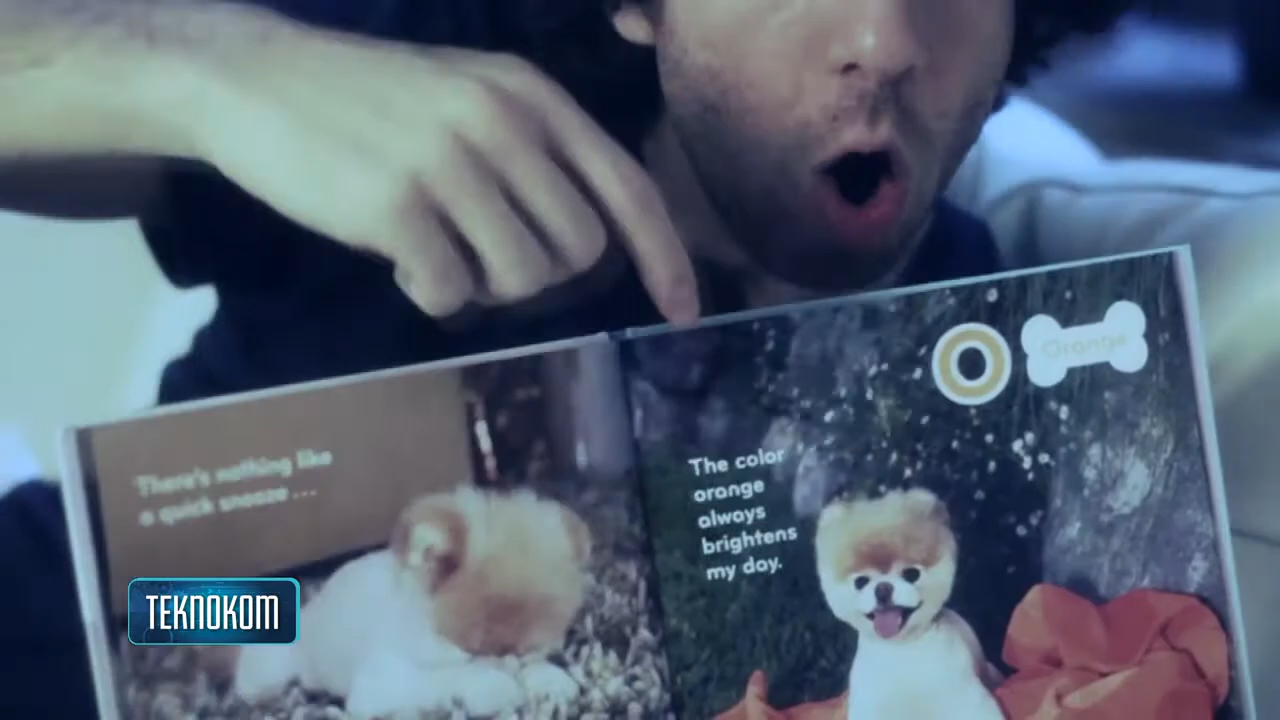 There's nothing like
a quick snooze...
O
Orange
The color
orange
always
brightens
my day.
TEKNOKOM